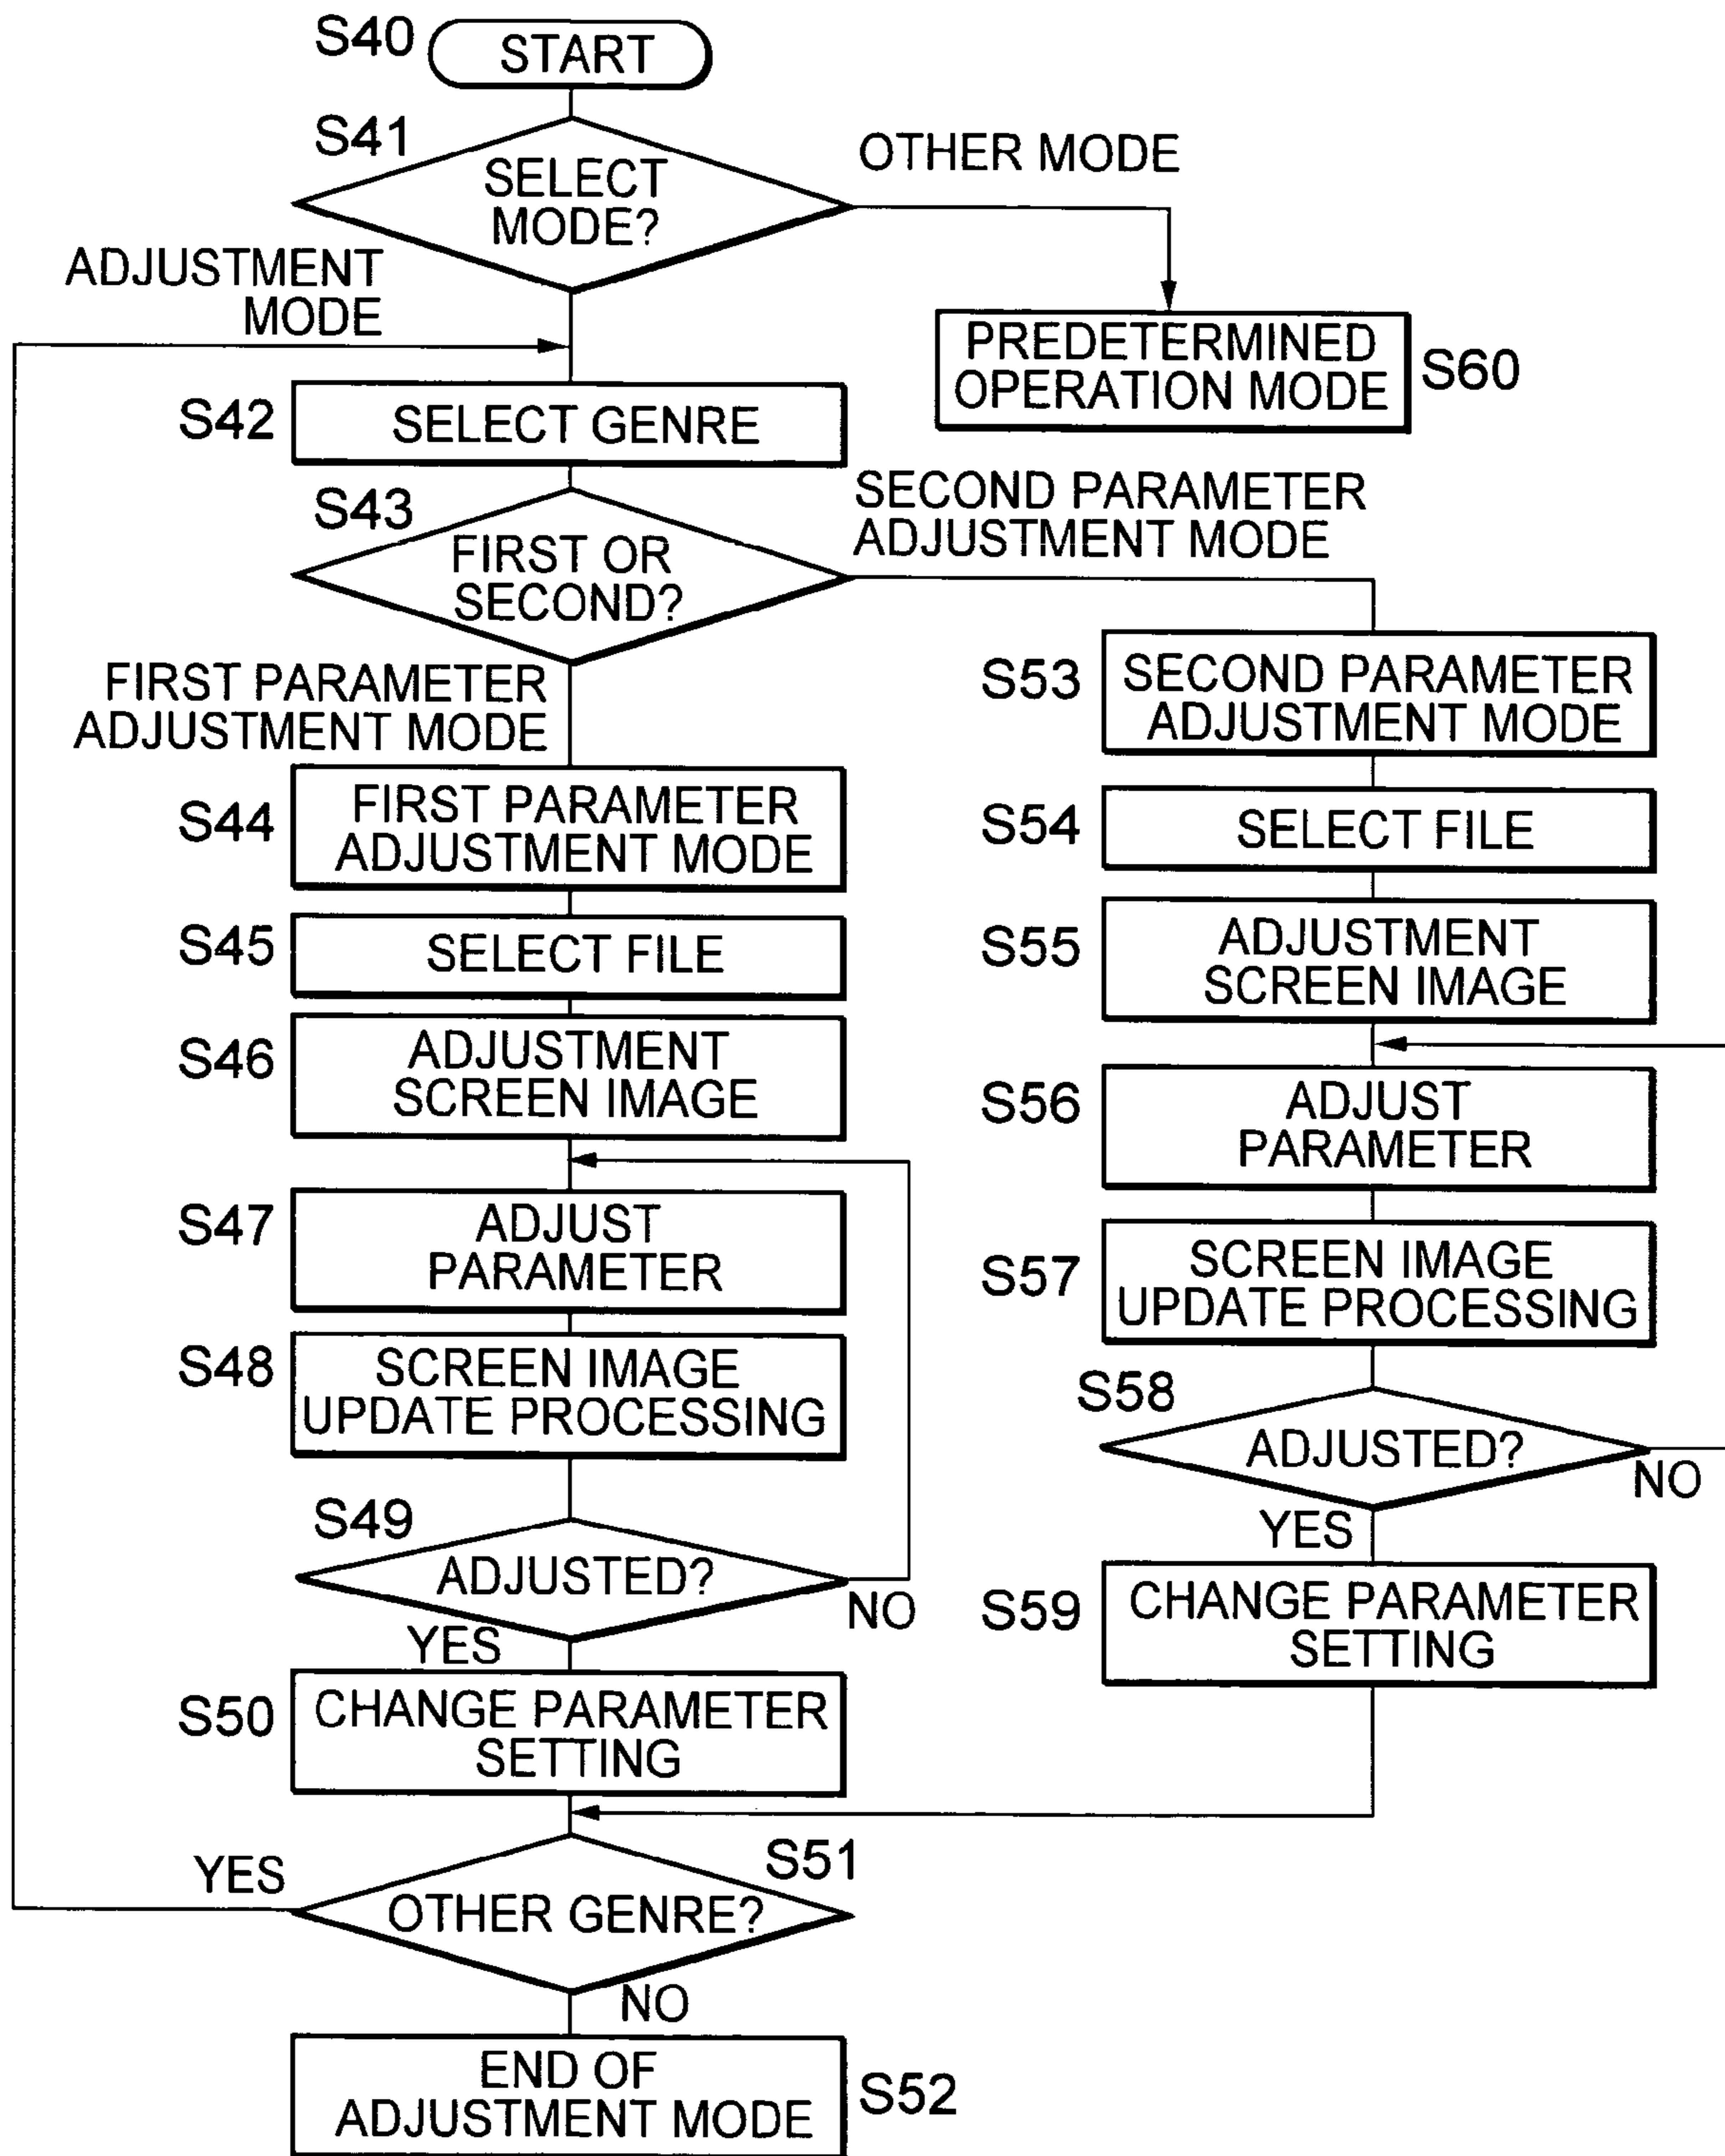 S40
START
S41
SELECT
MODE?
OTHER MODE
ADJUSTMENT
MODE
PREDETERMINED
OPERATION MODE
S60
S42
SELECT GENRE
S43
FIRST OR
SECOND?
SECOND PARAMETER
ADJUSTMENT MODE
FIRST PARAMETER
ADJUSTMENT MODE
S44
FIRST PARAMETER
ADJUSTMENT MODE
S45
SELECT FILE
S46
ADJUSTMENT
SCREEN IMAGE
S47
ADJUST
PARAMETER
S48
SCREEN IMAGE
UPDATE PROCESSING
S49
ADJUSTED?
NO
YES
S50
CHANGE PARAMETER
SETTING
S53
SECOND PARAMETER
ADJUSTMENT MODE
S54
SELECT FILE
S55
ADJUSTMENT
SCREEN IMAGE
S56
ADJUST
PARAMETER
S57
SCREEN IMAGE
UPDATE PROCESSING
S58
ADJUSTED?
NO
YES
S59
CHANGE PARAMETER
SETTING
S51
YES
OTHER GENRE?
NO
END OF
ADJUSTMENT MODE
S52